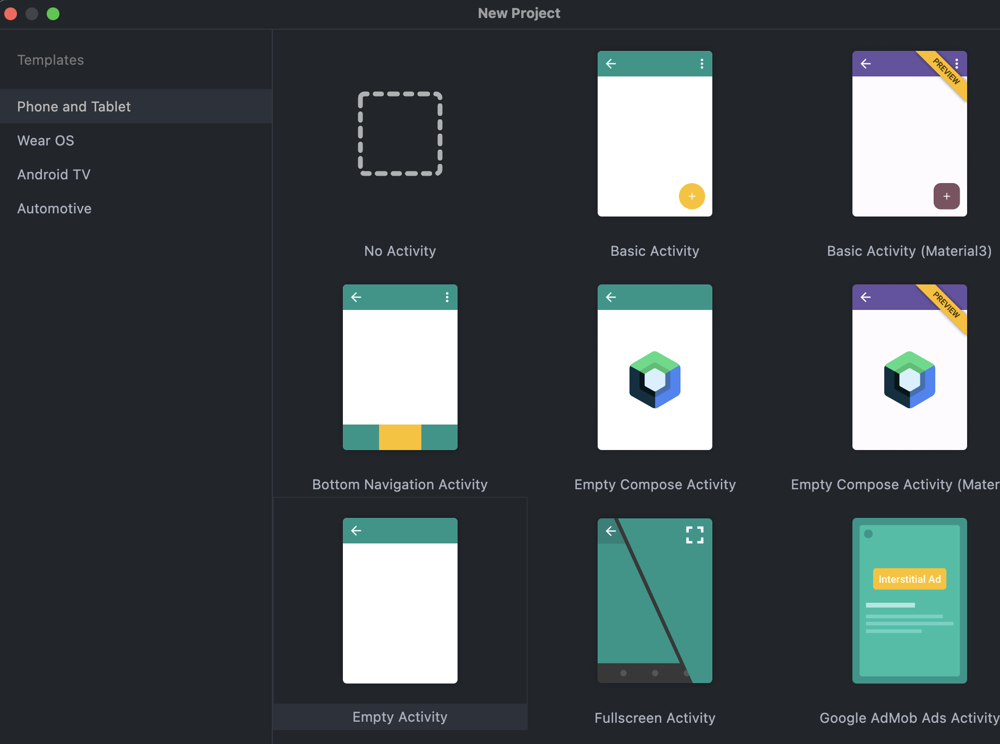 New Project
Templates
Phone and Tablet
Wear OS
Android TV
Automotive
PREVIEW
No Activity
Basic Activity
Basic Activity (Material3)
PREVIEW
Bottom Navigation Activity
Empty Compose Activity
Empty Compose Activity (Mater
Interstitial Ad
Empty Activity
Fullscreen Activity
Google AdMob Ads Activity